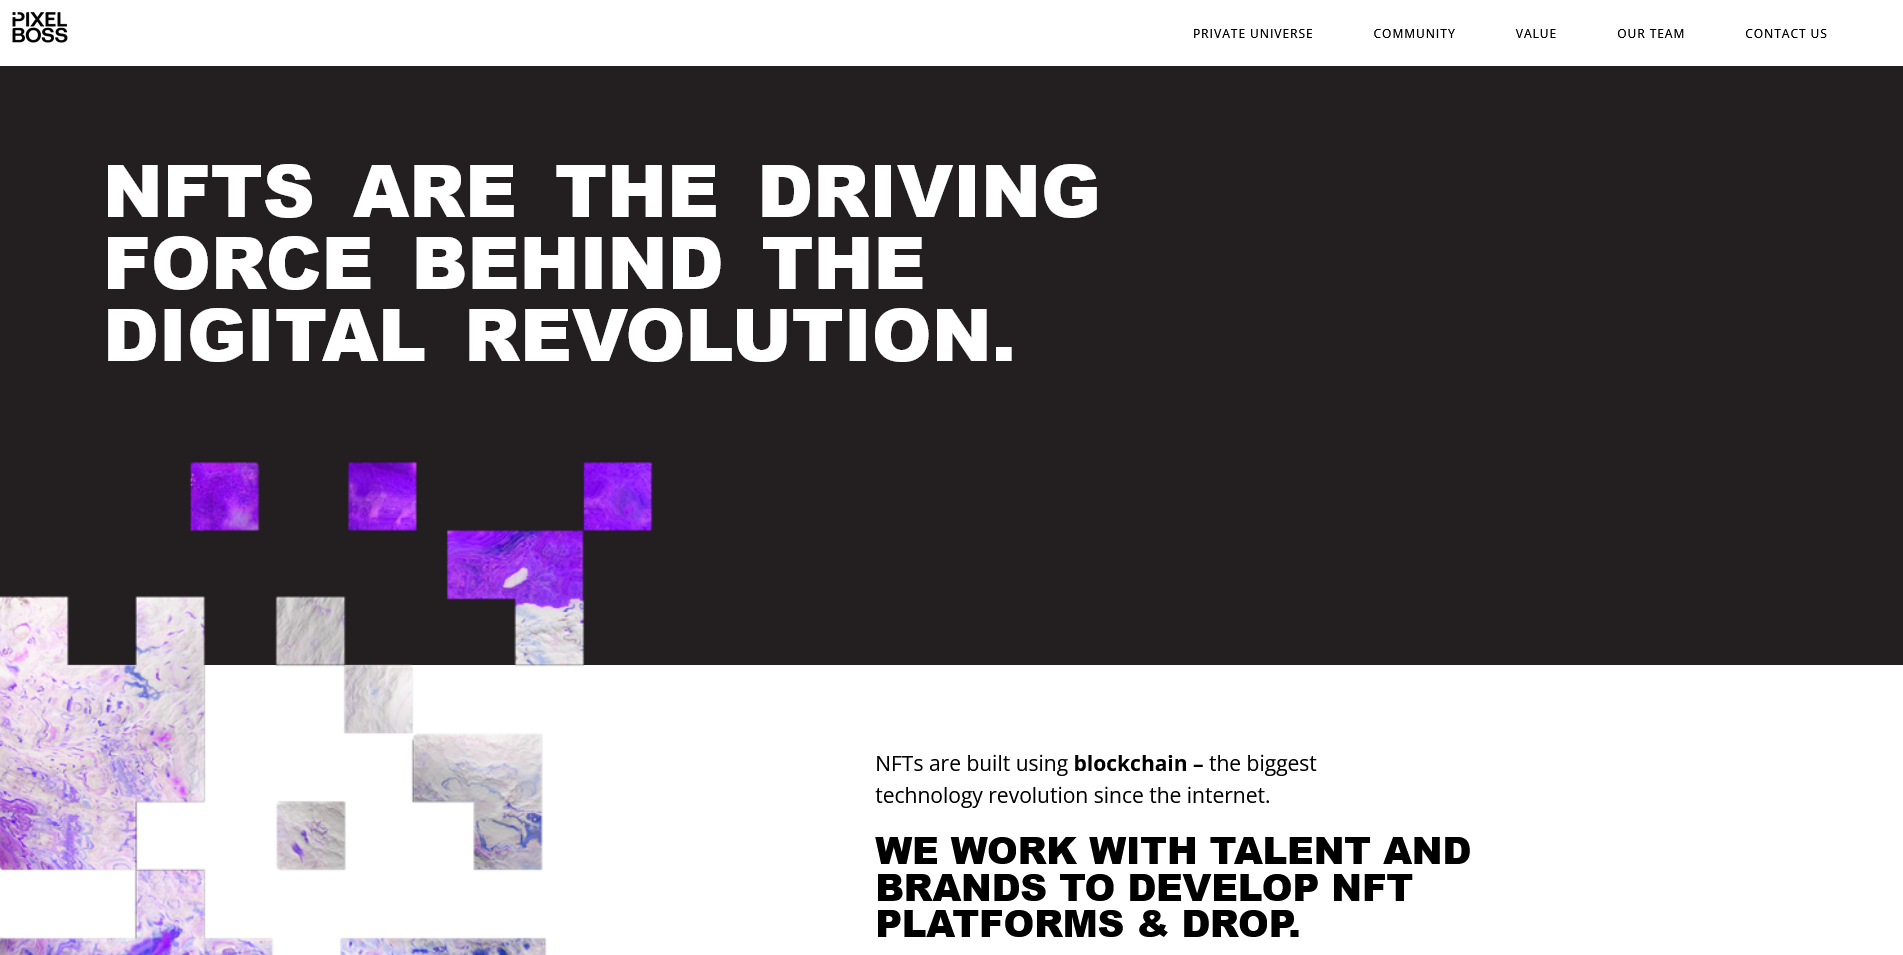 PIXEL
BOSS
PRIVATE UNIVERSE
COMMUNITY
VALUE
OUR TEAM
CONTACT US
NFTS ARE THE DRIVING
FORCE BEHIND THE
DIGITAL REVOLUTION.
NFTs are built using blockchain – the biggest
technology revolution since the internet.
WE WORK WITH TALENT AND
BRANDS TO DEVELOP NFT
PLATFORMS & DROP.